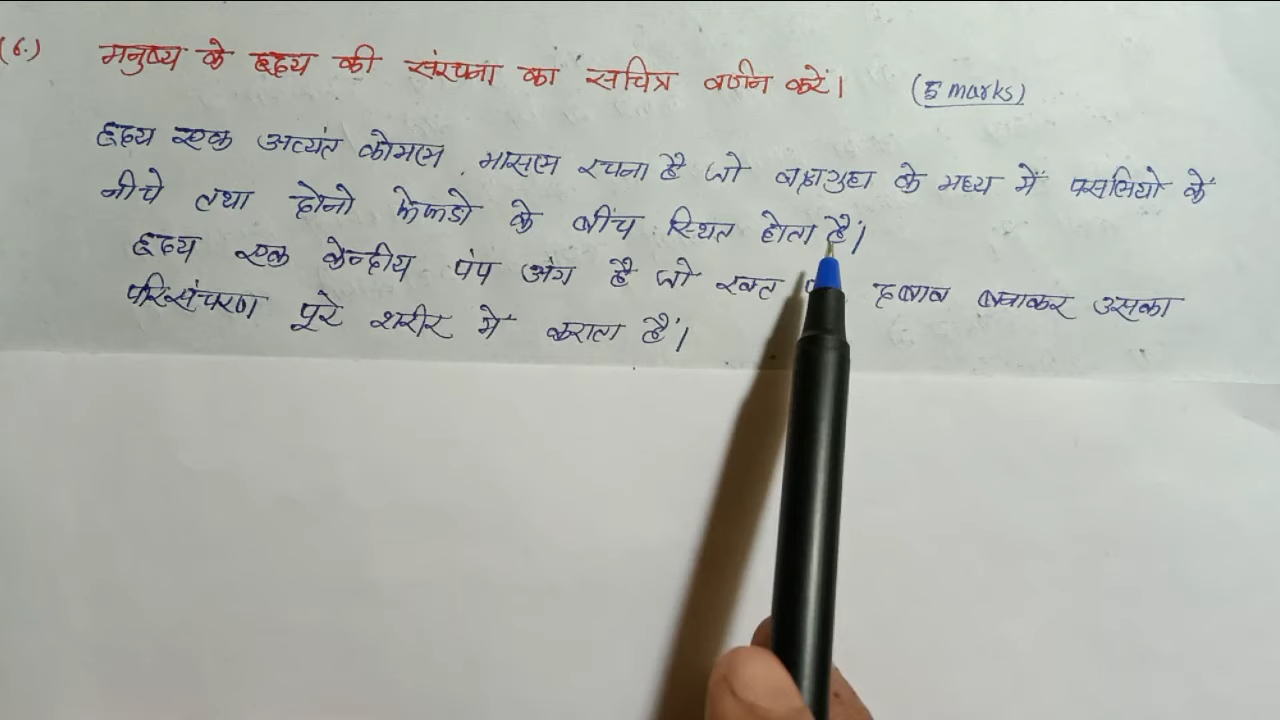 (6.) मनुष्य के हृदय की संरचना का सचित्र वर्णन करें। (5 marks)
हृदय एक अत्यंत कोमल, मांसल रचना है जो वक्षगुहा के मध्य में पसलियो के
नीचे तथा दोनो फेफडो के बीच स्थित होता है।
हृदय एक केन्द्रीय पंप अंग है जो रक्त दबाव बनाकर उसका
परिसंचरण पूरे शरीर में कराता हैं।